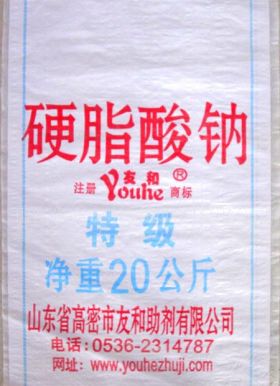 硬脂酸钠
友和
注册 Youhe ® 商标
特级
净重20公斤
山东省高密市友和助剂有限公司
电话:0536-2314787
网址:www.youhezhuji.com